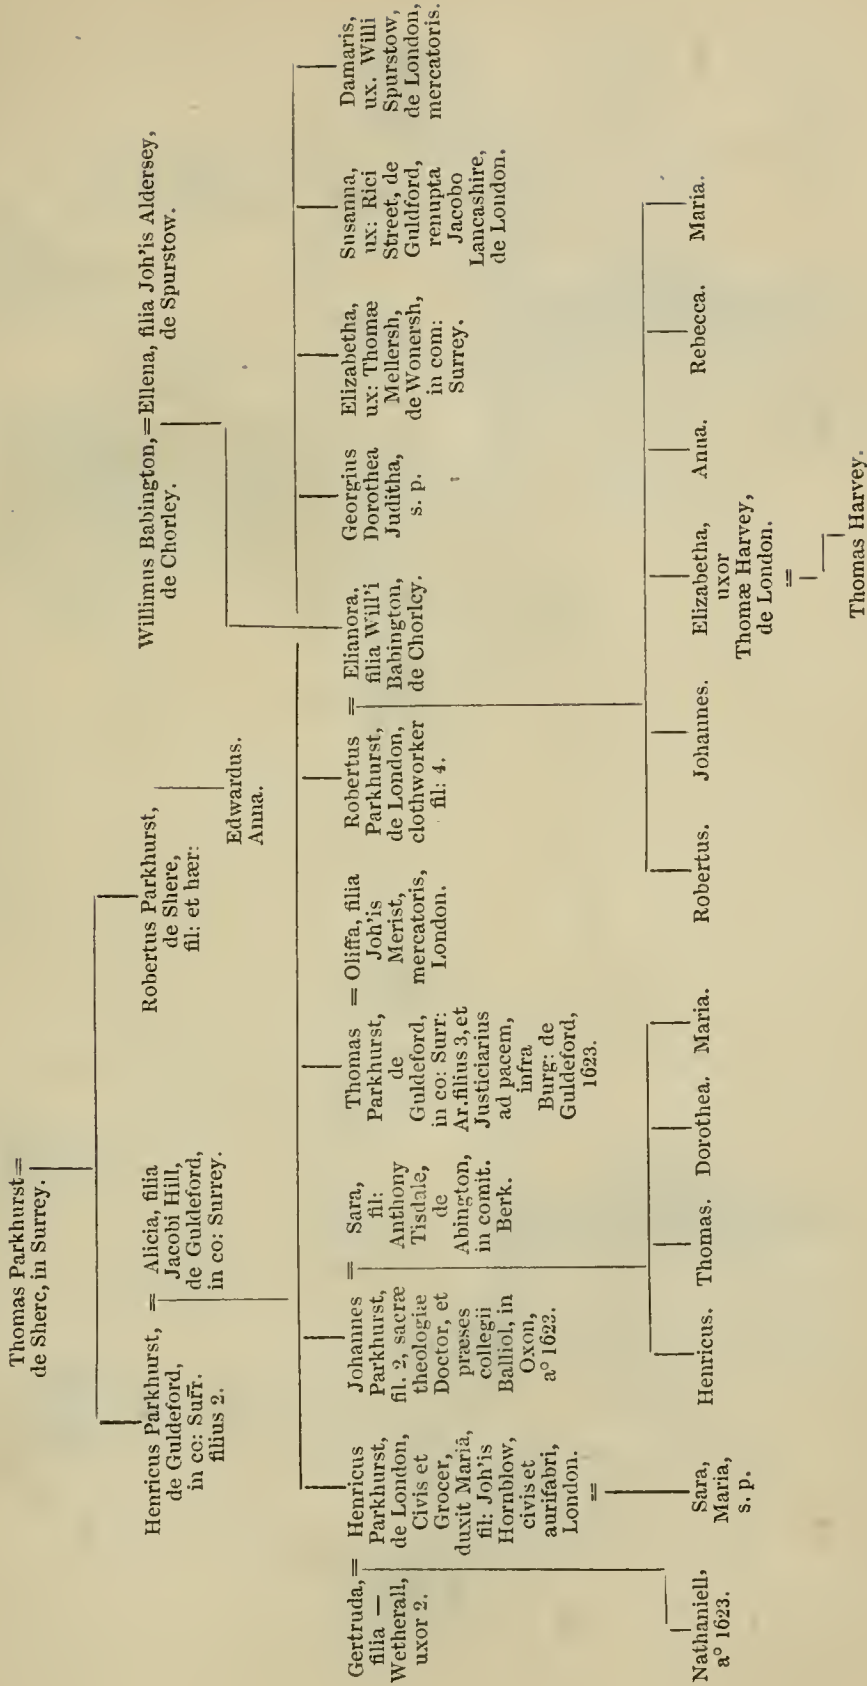 Thomas Parkhurst=
de Sherc, in Surrey.
Henricus Parkhurst,
de Guldeford,
in cc: Surr̄.
filius 2.
= Alicia, filia
Jacobi Hill,
de Guldeford,
in co: Surrey.
Robertus Parkhurst,
de Shere,
fil: et hær:
Edwardus.
Anna.
Willimus Babington,=Ellena, filia Joh'is Aldersey,
de Chorley.
de Spurstow.
Gertruda,=
filia —
Wetherall,
uxor 2.
Henricus
Parkhurst,
de London,
Civis et
Grocer,
duxit Mariā,
fil: Joh'is
Hornblow,
civis et
aurifabri,
London.
=
Johannes
Parkhurst,
fil. 2, sacræ
theologiæ
Doctor, et
præses
collegii
Balliol, in
Oxon,
aº 1623.
= Sara,
fil:
Anthony
Tisdale,
de
Abington,
in comit.
Berk.
Thomas
Parkhurst,
de
Guldeford,
in co: Surr:
Ar. filius 3, et
Justiciarius
ad pacem,
infra
Burg: de
Guldeford,
1623.
= Oliffa, filia
Joh'is
Merist,
mercatoris,
London.
Robertus
Parkhurst,
de London,
clothworker
fil: 4.
= Elianora,
filia Will'i
Babington,
de Chorlcy.
Georgius
Dorothea
Juditha,
s. p.
Elizabetha,
ux: Thomæ
Mellersh,
de Wonersh,
in com:
Surrey.
Susanna,
ux: Rici
Street, de
Guldford,
renupta
Jacobo
Lancashire,
de London.
Damaris,
ux. Willi
Spurstow,
de London,
mercatoris.
Nathaniell,
aº 1623.
Sara,
Maria,
s. p.
Henricus. Thomas. Dorothea. Maria.
Robertus. Johannes. Elizabetha, Anna. Rebecca. Maria.
uxor
Thomæ Harvey,
de London.
=
Thomas Harvey.